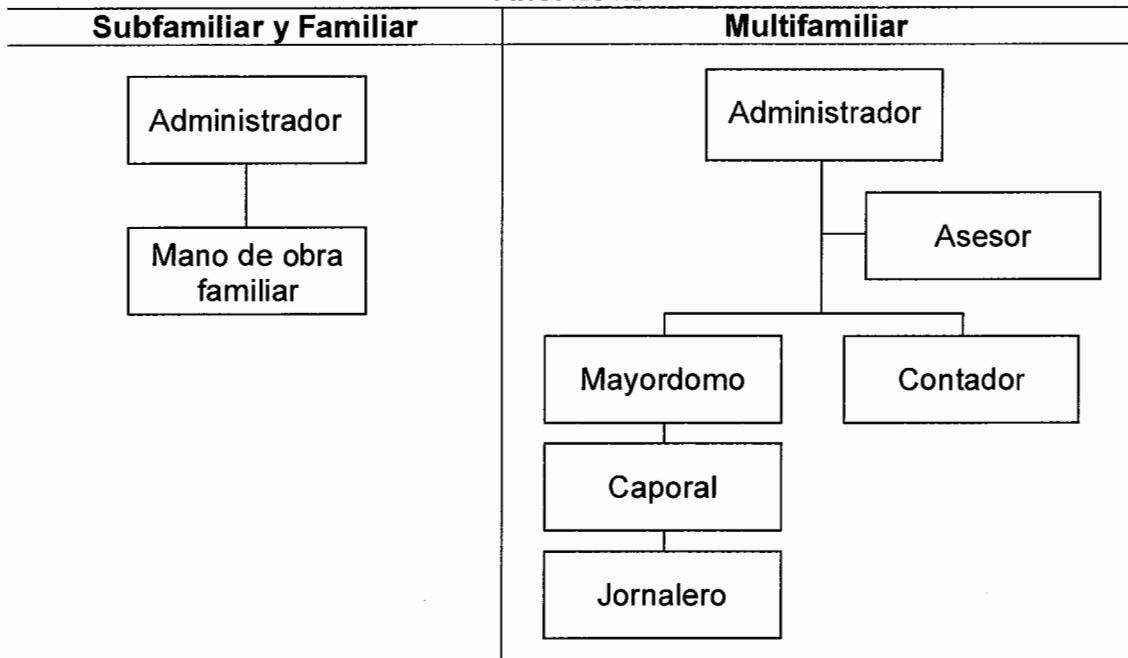 Subfamiliar y Familiar
Multifamiliar
Administrador
Mano de obra
familiar
Administrador
Asesor
Mayordomo
Contador
Caporal
Jornalero